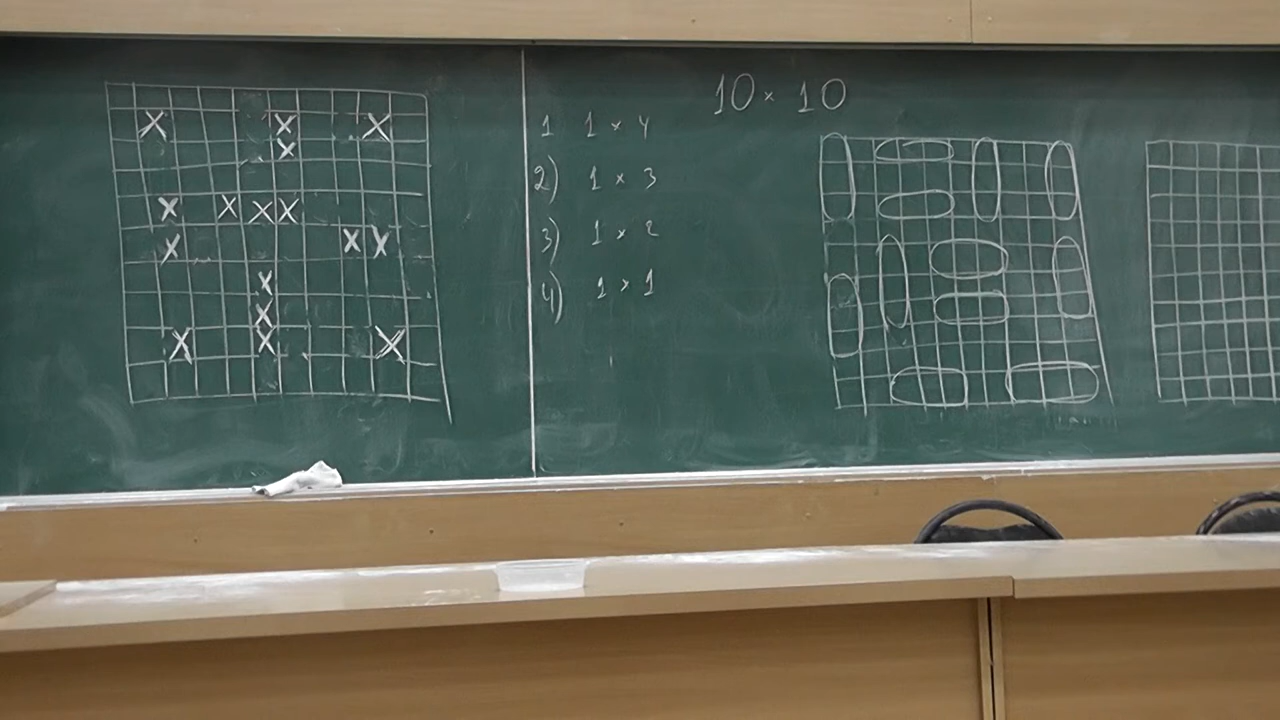 10 × 10
1 1 × 4
2) 1 × 3
3) 1 × 2
4) 1 × 1